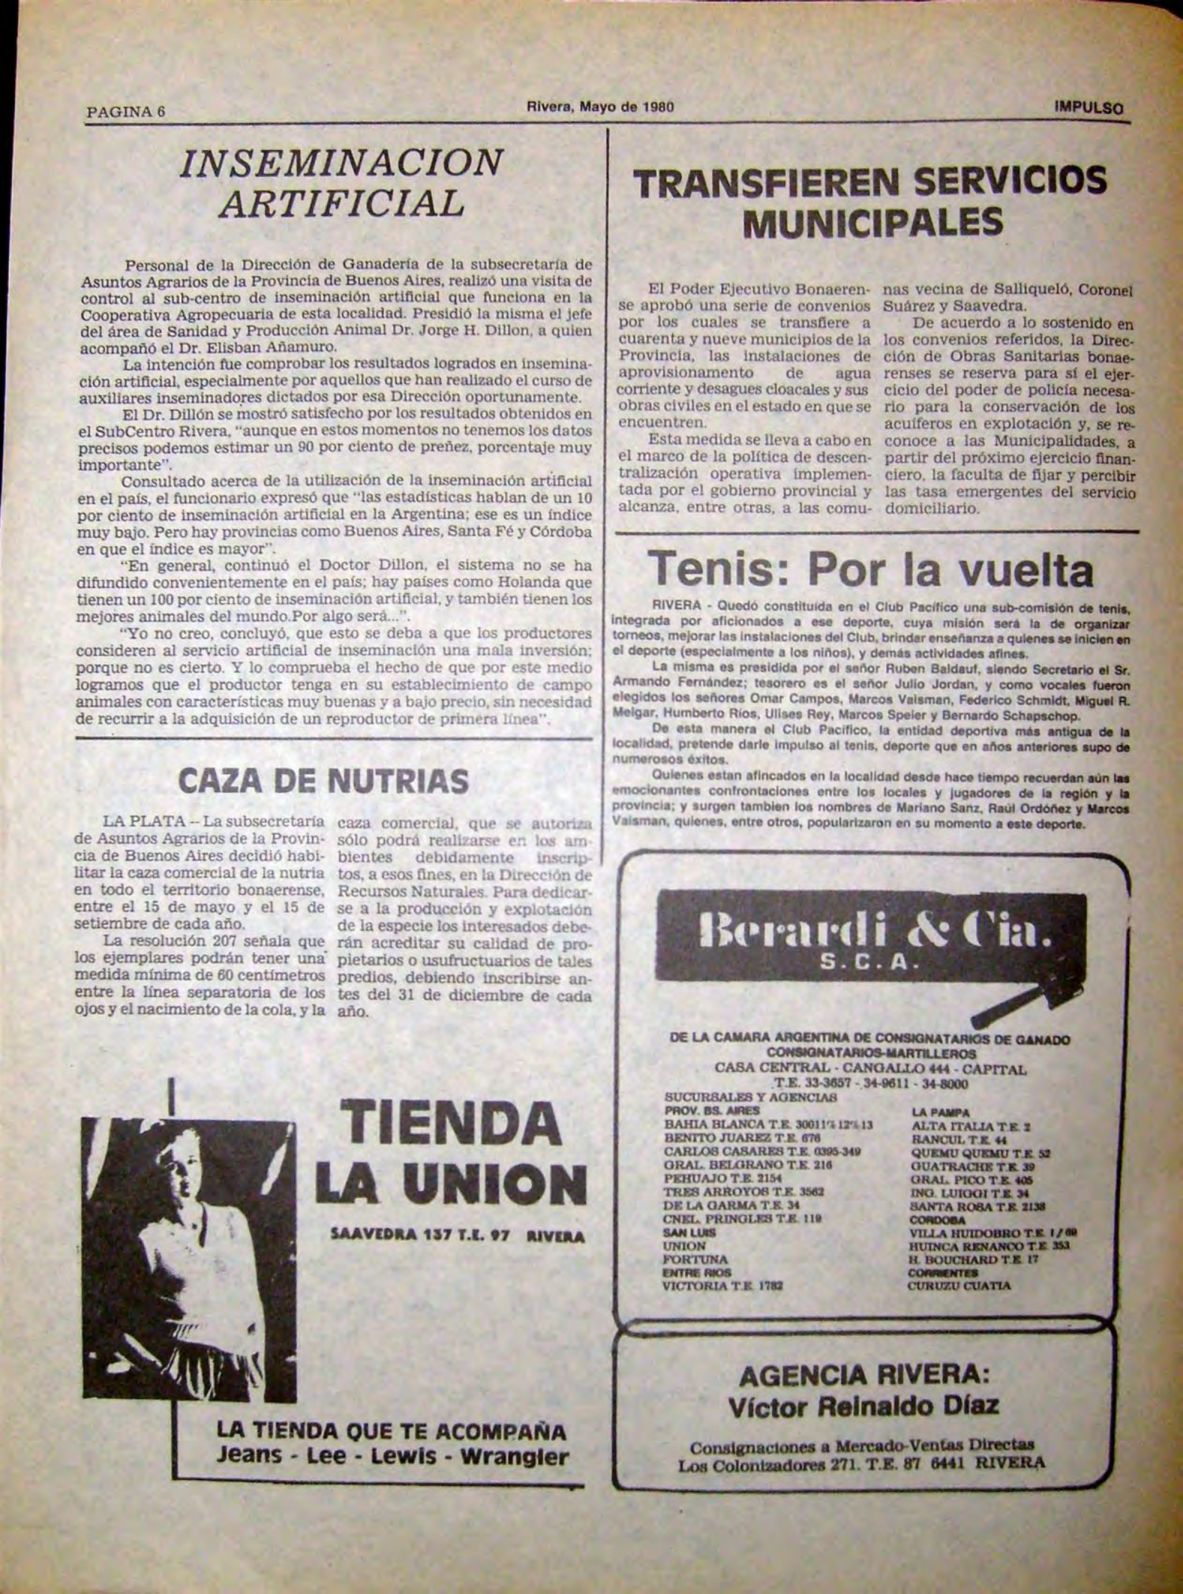 PAGINA 6
Rivera, Mayo de 1980
IMPULSO
INSEMINACION
ARTIFICIAL
Personal de la Dirección de Ganadería de la subsecretaría de
Asuntos Agrarios de la Provincia de Buenos Aires, realizó una visita de
control al sub-centro de inseminación artificial que funciona en la
Cooperativa Agropecuaria de esta localidad. Presidió la misma el jefe
del área de Sanidad y Producción Animal Dr. Jorge H. Dillon, a quien
acompañó el Dr. Elisban Añamuro.
La intención fue comprobar los resultados logrados en insemina-
ción artificial, especialmente por aquellos que han realizado el curso de
auxiliares inseminadores dictados por esa Dirección oportunamente.
El Dr. Dillón se mostró satisfecho por los resultados obtenidos en
el SubCentro Rivera, "aunque en estos momentos no tenemos los datos
precisos podemos estimar un 90 por ciento de preñez, porcentaje muy
importante".
Consultado acerca de la utilización de la inseminación artificial
en el país, el funcionario expresó que "las estadísticas hablan de un 10
por ciento de inseminación artificial en la Argentina; ese es un índice
muy bajo. Pero hay provincias como Buenos Aires, Santa Fé y Córdoba
en que el índice es mayor".
"En general, continuó el Doctor Dillon, el sistema no se ha
difundido convenientemente en el país; hay países como Holanda que
tienen un 100 por ciento de inseminación artificial, y también tienen los
mejores animales del mundo.Por algo será...".
"Yo no creo, concluyó, que esto se deba a que los productores
consideren al servicio artificial de inseminación una mala inversión;
porque no es cierto. Y lo comprueba el hecho de que por este medio
logramos que el productor tenga en su establecimiento de campo
animales con características muy buenas y a bajo precio, sin necesidad
de recurrir a la adquisición de un reproductor de primera línea".
CAZA DE NUTRIAS
LA PLATA -- La subsecretaría
de Asuntos Agrarios de la Provin-
cia de Buenos Aires decidió habi-
litar la caza comercial de la nutria
en todo el territorio bonaerense,
entre el 15 de mayo y el 15 de
setiembre de cada año.
La resolución 207 señala que
los ejemplares podrán tener una
medida mínima de 60 centímetros
entre la línea separatoria de los
ojos y el nacimiento de la cola, y la
caza comercial, que se autoriza
sólo podrá realizarse en los am-
bientes debidamente inscrip-
tos, a esos fines, en la Dirección de
Recursos Naturales. Para dedicar-
se a la producción y explotación
de la especie los interesados debe-
rán acreditar su calidad de pro-
pietarios o usufructuarios de tales
predios, debiendo inscribirse an-
tes del 31 de diciembre de cada
año.
TIENDA
LA UNION
SAAVEDRA 137 T.E. 97 RIVERA
LA TIENDA QUE TE ACOMPAÑA
Jeans - Lee - Lewis - Wrangler
TRANSFIEREN SERVICIOS
MUNICIPALES
El Poder Ejecutivo Bonaeren-
se aprobó una serie de convenios
por los cuales se transfiere a
cuarenta y nueve municipios de la
Provincia, las instalaciones de
aprovisionamiento de agua
corriente y desagues cloacales y sus
obras civiles en el estado en que se
encuentren.
Esta medida se lleva a cabo en
el marco de la política de descen-
tralización operativa implemen-
tada por el gobierno provincial y
alcanza, entre otras, a las comu-
nas vecina de Salliqueló, Coronel
Suárez y Saavedra.
De acuerdo a lo sostenido en
los convenios referidos, la Direc-
ción de Obras Sanitarias bonae-
renses se reserva para sí el ejer-
cicio del poder de policía necesa-
rio para la conservación de los
acuíferos en explotación y, se re-
conoce a las Municipalidades, a
partir del próximo ejercicio finan-
ciero, la faculta de fijar y percibir
las tasa emergentes del servicio
domiciliario.
Tenis: Por la vuelta
RIVERA - Quedó constituída en el Club Pacífico una sub-comisión de tenis,
integrada por aficionados a ese deporte, cuya misión será la de organizar
torneos, mejorar las instalaciones del Club, brindar enseñanza a quienes se inicien en
el deporte (especialmente a los niños), y demás actividades afines.
La misma es presidida por el señor Ruben Baldauf, siendo Secretario el Sr.
Armando Fernández; tesorero es el señor Julio Jordan, y como vocales fueron
elegidos los señores Omar Campos, Marcos Vaisman, Federico Schmidt, Miguel R.
Melgar, Humberto Ríos, Ulises Rey, Marcos Speier y Bernardo Schapschop.
De esta manera el Club Pacífico, la entidad deportiva más antigua de la
localidad, pretende darle impulso al tenis, deporte que en años anteriores supo de
numerosos éxitos.
Quienes estan afincados en la localidad desde hace tiempo recuerdan aún las
emocionantes confrontaciones entre los locales y jugadores de la región y la
provincia; y surgen tambien los nombres de Mariano Sanz, Raúl Ordóñez y Marcos
Vaisman, quienes, entre otros, popularizaron en su momento a este deporte.
Berardi & Cia.
S.C.A.
DE LA CAMARA ARGENTINA DE CONSIGNATARIOS DE GANADO
CONSIGNATARIOS-MARTILLEROS
CASA CENTRAL - CANGALLO 444 - CAPITAL
T.E. 33-3657 - 34-9611 - 34-8000
SUCURSALES Y AGENCIAS
PROV. BS. AIRES
BAHIA BLANCA T.E.
BENITO JUAREZ T.E. 676
CARLOS CASARES T.E. 0395-349
GRAL. BELGRANO T.E. 216
PEHUAJO T.E. 2154
TRES ARROYOS T.E. 3562
DE LA GARMA T.E. 34
CNEL. PRINGLES T.E. 119
SAN LUIS
UNION
FORTUNA
ENTRE RIOS
VICTORIA T.E. 1782
LA PAMPA
ALTA ITALIA T.E. 2
RANCUL T.E. 44
QUEMU QUEMU T.E. 52
GUATRACHE T.E. 39
GRAL. PICO T.E. 405
ING. LUIGGI T.E. 34
SANTA ROSA T.E. 2138
CORDOBA
VILLA HUIDOBRO T.E.
HUINCA RENANCO T.E. 353
H. BOUCHARD T.E. 17
CORRIENTES
CURUZU CUATIA
AGENCIA RIVERA:
Víctor Reinaldo Díaz
Consignaciones a Mercado-Ventas Directas
Los Colonizadores 271. T.E. 87 6441 RIVERA